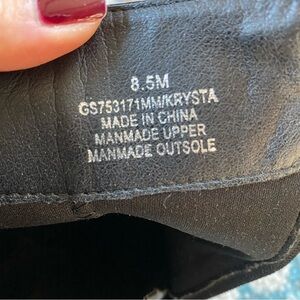 8.5M
GS753171MM/KRYSTA
MADE IN CHINA
MANMADE UPPER
MANMADE OUTSOLE